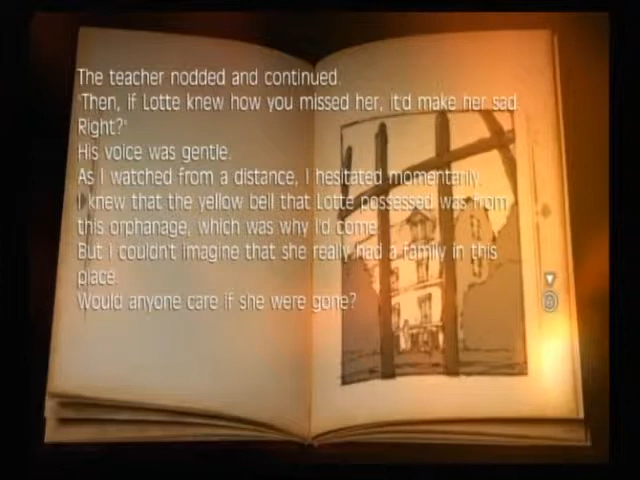 The teacher nodded and continued.
"Then, if Lotte knew how you missed her, it'd make her sad.
Right?"
His voice was gentle.
As I watched from a distance, I hesitated momentarily.
I knew that the yellow bell that Lotte possessed was from
this orphanage, which was why I'd come.
But I couldn't imagine that she really had a family in this
place.
Would anyone care if she were gone?